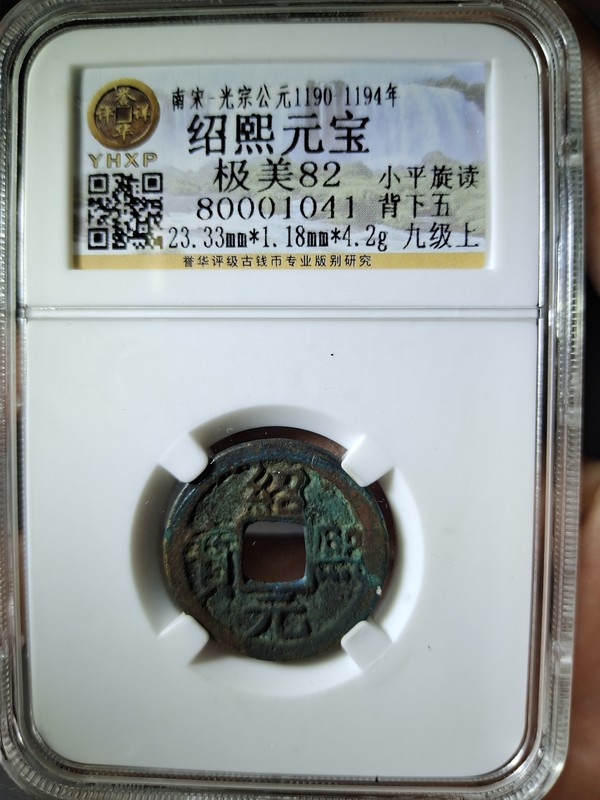 南宋-光宗公元1190-1194年
绍熙元宝
极美82 小平旋读
80001041 背下五
23.33mm*1.18mm*4.2g 九级上
誉华评级古钱币专业版别研究
YHXP
紹
熙
元
寳